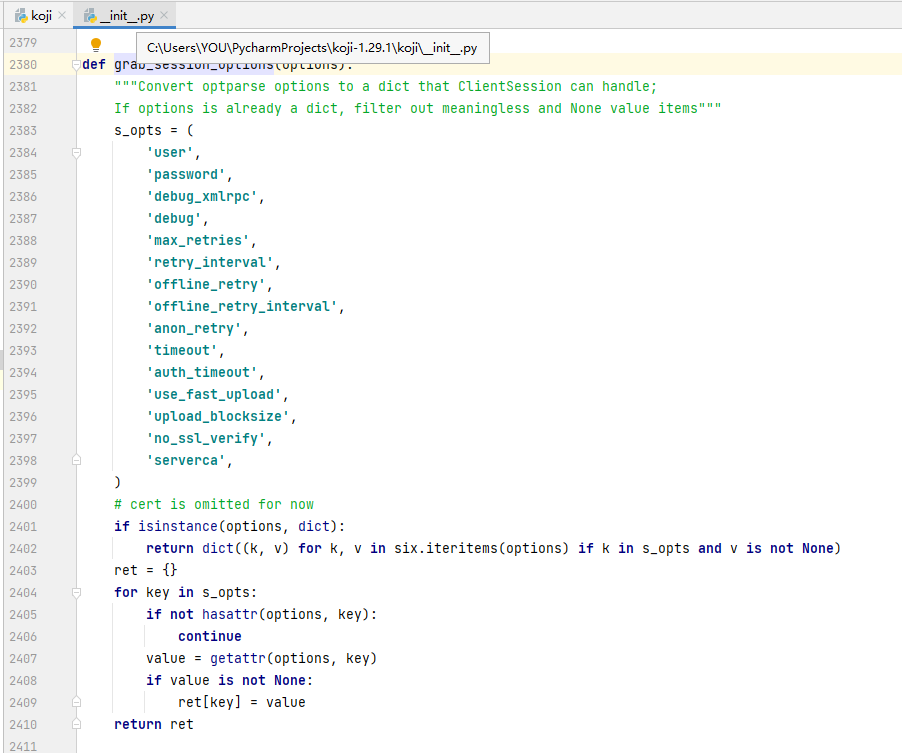 koji
__init__.py
2379
C:\Users\YOU\PycharmProjects\koji-1.29.1\koji\__init__.py
2380 def grab_session_options(options):
2381 """Convert optparse options to a dict that ClientSession can handle;
2382 If options is already a dict, filter out meaningless and None value items"""
2383 s_opts = (
2384 'user',
2385 'password',
2386 'debug_xmlrpc',
2387 'debug',
2388 'max_retries',
2389 'retry_interval',
2390 'offline_retry',
2391 'offline_retry_interval',
2392 'anon_retry',
2393 'timeout',
2394 'auth_timeout',
2395 'use_fast_upload',
2396 'upload_blocksize',
2397 'no_ssl_verify',
2398 'serverca',
2399 )
2400 # cert is omitted for now
2401 if isinstance(options, dict):
2402 return dict((k, v) for k, v in six.iteritems(options) if k in s_opts and v is not None)
2403 ret = {}
2404 for key in s_opts:
2405 if not hasattr(options, key):
2406 continue
2407 value = getattr(options, key)
2408 if value is not None:
2409 ret[key] = value
2410 return ret
2411